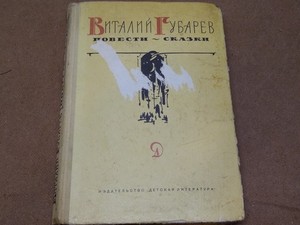 Виталий Губарев
ПОВЕСТИ ~ СКАЗКИ
ИЗДАТЕЛЬСТВО «ДЕТСКАЯ ЛИТЕРАТУРА»